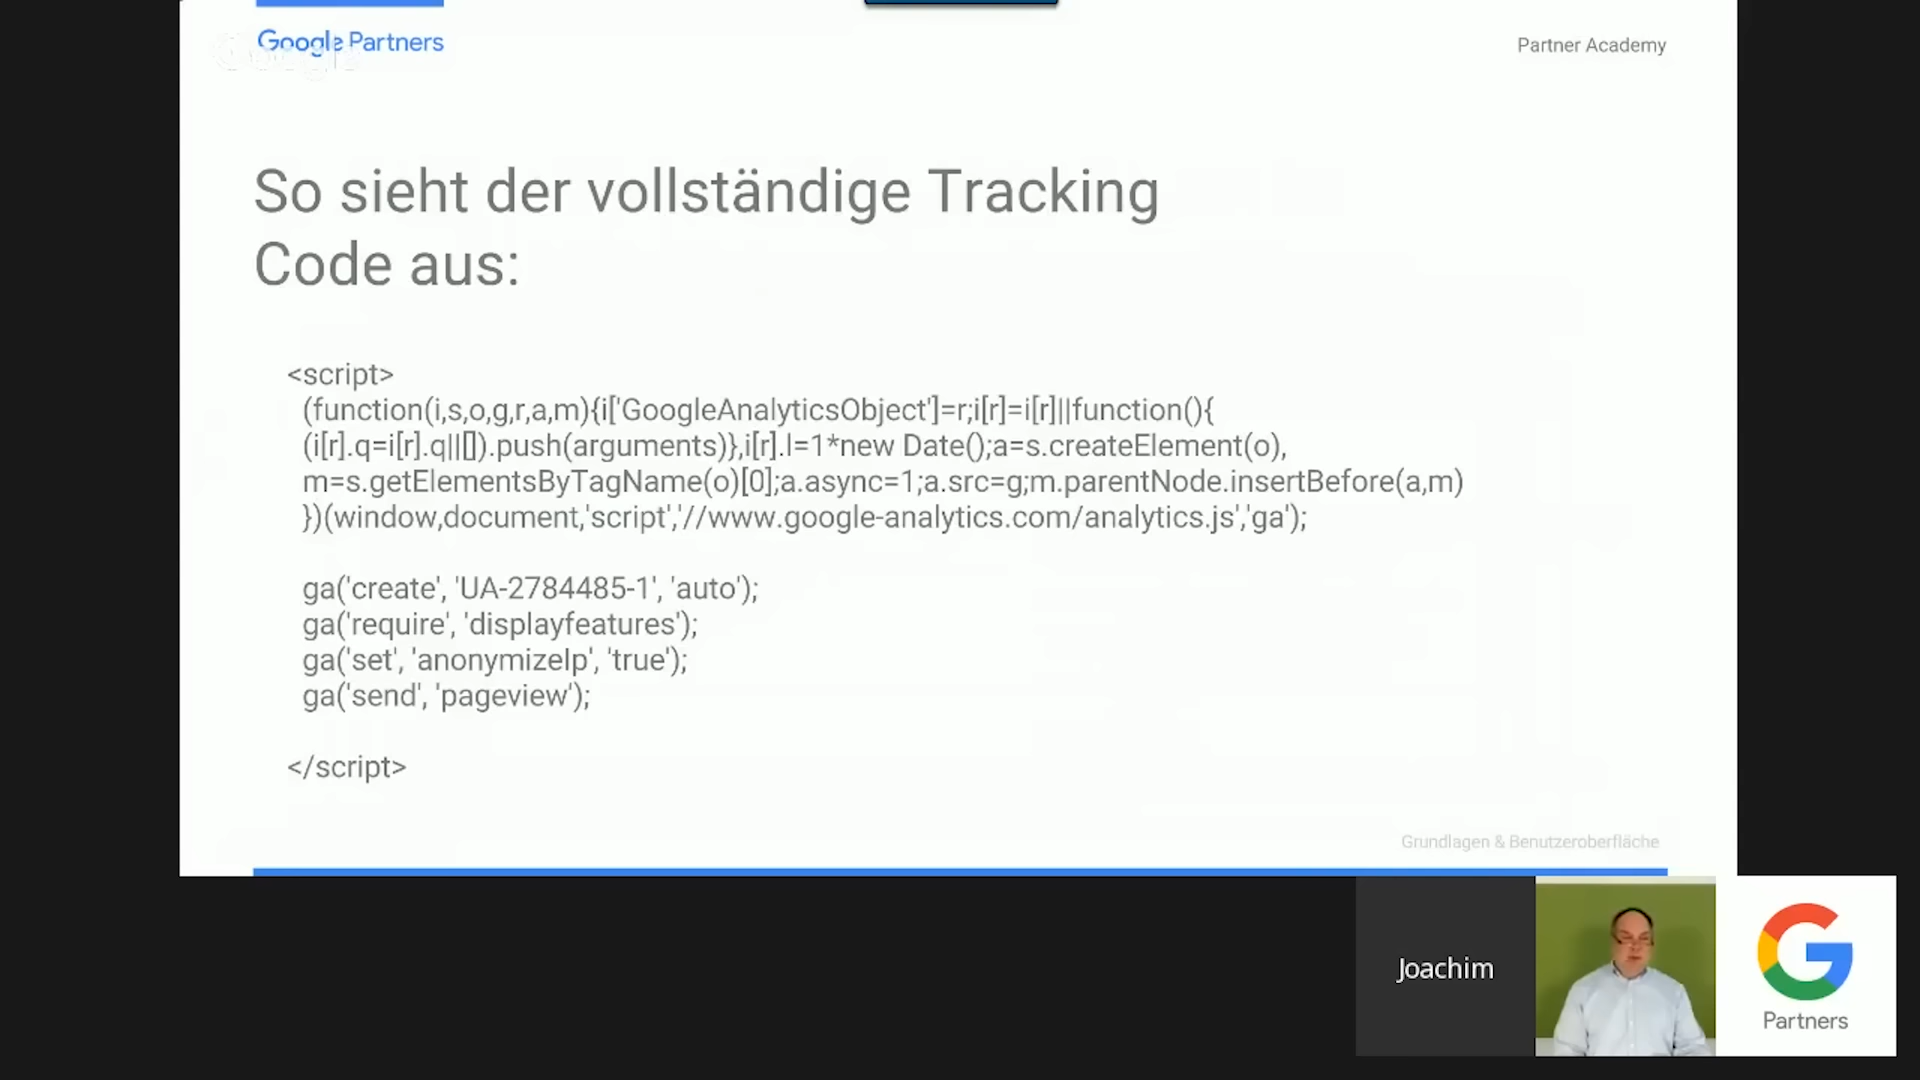 Google Partners
Partner Academy
So sieht der vollständige Tracking
Code aus:
<script>
(function(i,s,o,g,r,a,m){i['GoogleAnalyticsObject']=r;i[r]=i[r]||function(){
(i[r].q=i[r].q||[]).push(arguments)},i[r].l=1*new Date();a=s.createElement(o),
m=s.getElementsByTagName(o)[0];a.async=1;a.src=g;m.parentNode.insertBefore(a,m)
})(window,document,'script','//www.google-analytics.com/analytics.js','ga');
ga('create', 'UA-2784485-1', 'auto');
ga('require', 'displayfeatures');
ga('set', 'anonymizeIp', 'true');
ga('send', 'pageview');
</script>
Grundlagen & Benutzeroberfläche
Joachim
Partners